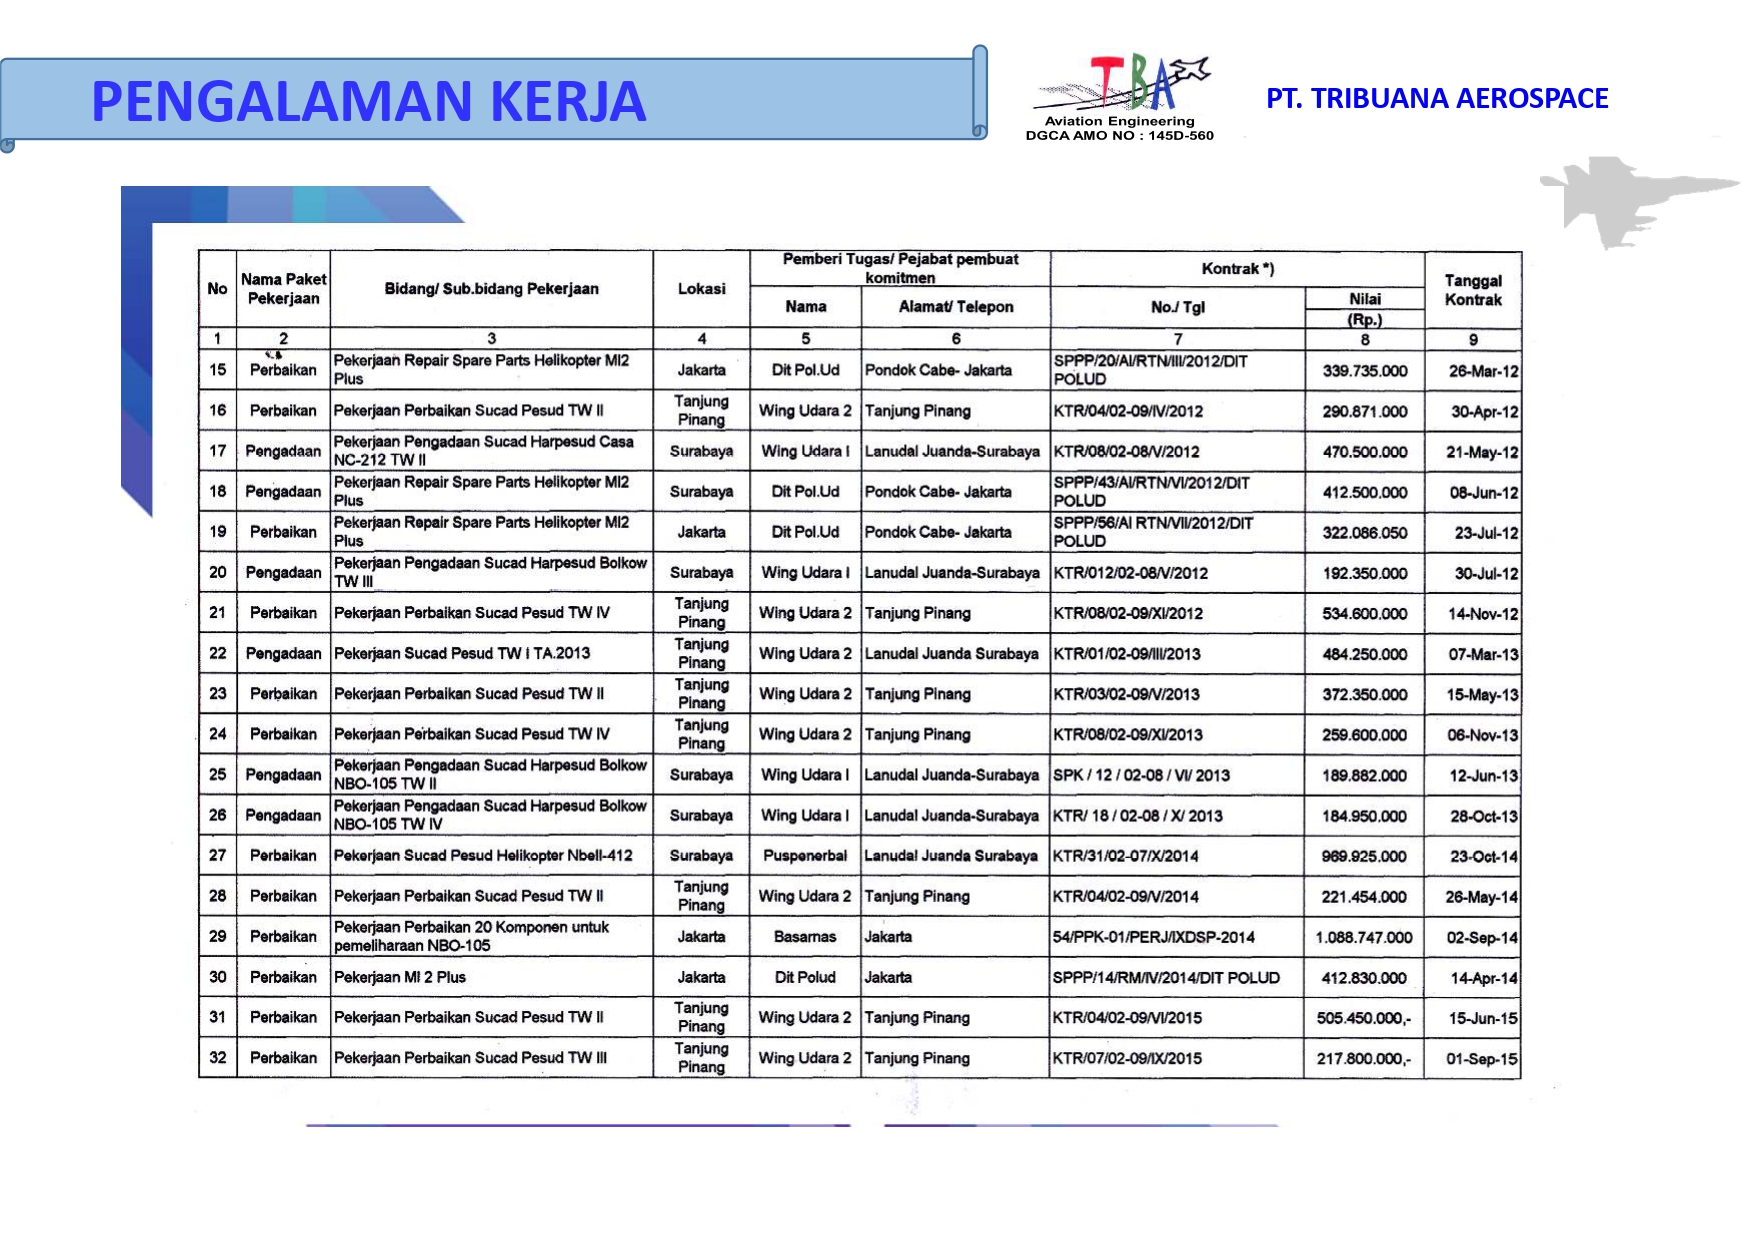 PENGALAMAN KERJA
TBA
Aviation Engineering
DGCA AMO NO : 145D-560
PT. TRIBUANA AEROSPACE
No Nama Paket Pekerjaan Bidang/ Sub.bidang Pekerjaan Lokasi Pemberi Tugas/ Pejabat pembuat komitmen Kontrak *) Tanggal Kontrak
Nama Alamat/ Telepon No./ Tgl Nilai (Rp.)
1 2 3 4 5 6 7 8 9
15 Perbaikan Pekerjaan Repair Spare Parts Helikopter MI2 Plus Jakarta Dit Pol.Ud Pondok Cabe- Jakarta SPPP/20/AI/RTN/III/2012/DIT POLUD 339.735.000 26-Mar-12
16 Perbaikan Pekerjaan Perbaikan Sucad Pesud TW II Tanjung Pinang Wing Udara 2 Tanjung Pinang KTR/04/02-09/IV/2012 290.871.000 30-Apr-12
17 Pengadaan Pekerjaan Pengadaan Sucad Harpesud Casa NC-212 TW II Surabaya Wing Udara I Lanudal Juanda-Surabaya KTR/08/02-08/V/2012 470.500.000 21-May-12
18 Pengadaan Pekerjaan Repair Spare Parts Helikopter MI2 Plus Surabaya Dit Pol.Ud Pondok Cabe- Jakarta SPPP/43/AI/RTN/VI/2012/DIT POLUD 412.500.000 08-Jun-12
19 Perbaikan Pekerjaan Repair Spare Parts Helikopter MI2 Plus Jakarta Dit Pol.Ud Pondok Cabe- Jakarta SPPP/56/AI RTN/VII/2012/DIT POLUD 322.086.050 23-Jul-12
20 Pengadaan Pekerjaan Pengadaan Sucad Harpesud Bolkow TW III Surabaya Wing Udara I Lanudal Juanda-Surabaya KTR/012/02-08/V/2012 192.350.000 30-Jul-12
21 Perbaikan Pekerjaan Perbaikan Sucad Pesud TW IV Tanjung Pinang Wing Udara 2 Tanjung Pinang KTR/08/02-09/XI/2012 534.600.000 14-Nov-12
22 Pengadaan Pekerjaan Sucad Pesud TW I TA.2013 Tanjung Pinang Wing Udara 2 Lanudal Juanda Surabaya KTR/01/02-09/III/2013 484.250.000 07-Mar-13
23 Perbaikan Pekerjaan Perbaikan Sucad Pesud TW II Tanjung Pinang Wing Udara 2 Tanjung Pinang KTR/03/02-09/V/2013 372.350.000 15-May-13
24 Perbaikan Pekerjaan Perbaikan Sucad Pesud TW IV Tanjung Pinang Wing Udara 2 Tanjung Pinang KTR/08/02-09/XI/2013 259.600.000 06-Nov-13
25 Pengadaan Pekerjaan Pengadaan Sucad Harpesud Bolkow NBO-105 TW II Surabaya Wing Udara I Lanudal Juanda-Surabaya SPK / 12 / 02-08 / VI/ 2013 189.882.000 12-Jun-13
26 Pengadaan Pekerjaan Pengadaan Sucad Harpesud Bolkow NBO-105 TW IV Surabaya Wing Udara I Lanudal Juanda-Surabaya KTR/ 18 / 02-08 / X/ 2013 184.950.000 28-Oct-13
27 Perbaikan Pekerjaan Sucad Pesud Helikopter Nbell-412 Surabaya Puspenerbal Lanudal Juanda Surabaya KTR/31/02-07/X/2014 969.925.000 23-Oct-14
28 Perbaikan Pekerjaan Perbaikan Sucad Pesud TW II Tanjung Pinang Wing Udara 2 Tanjung Pinang KTR/04/02-09/V/2014 221.454.000 26-May-14
29 Perbaikan Pekerjaan Perbaikan 20 Komponen untuk pemeliharaan NBO-105 Jakarta Basarnas Jakarta 54/PPK-01/PERJ/IXDSP-2014 1.088.747.000 02-Sep-14
30 Perbaikan Pekerjaan MI 2 Plus Jakarta Dit Polud Jakarta SPPP/14/RM/IV/2014/DIT POLUD 412.830.000 14-Apr-14
31 Perbaikan Pekerjaan Perbaikan Sucad Pesud TW II Tanjung Pinang Wing Udara 2 Tanjung Pinang KTR/04/02-09/VI/2015 505.450.000,- 15-Jun-15
32 Perbaikan Pekerjaan Perbaikan Sucad Pesud TW III Tanjung Pinang Wing Udara 2 Tanjung Pinang KTR/07/02-09/IX/2015 217.800.000,- 01-Sep-15